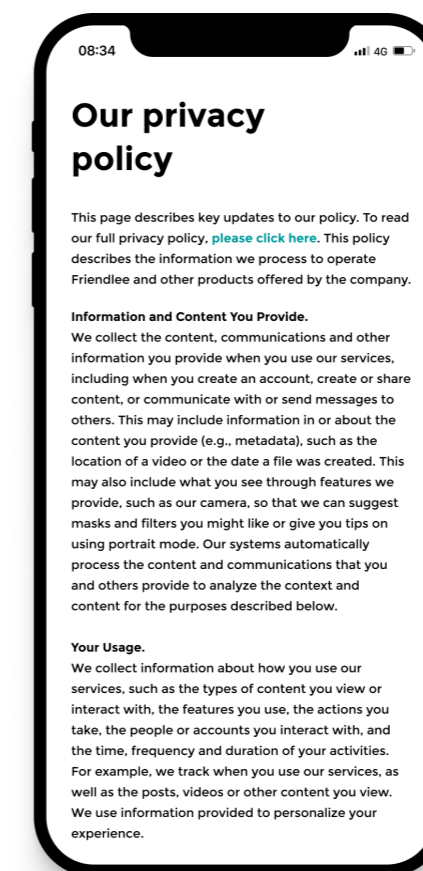 08:34
4G
Our privacy
policy
This page describes key updates to our policy. To read
our full privacy policy, please click here. This policy
describes the information we process to operate
Friendlee and other products offered by the company.
Information and Content You Provide.
We collect the content, communications and other
information you provide when you use our services,
including when you create an account, create or share
content, or communicate with or send messages to
others. This may include information in or about the
content you provide (e.g., metadata), such as the
location of a video or the date a file was created. This
may also include what you see through features we
provide, such as our camera, so that we can suggest
masks and filters you might like or give you tips on
using portrait mode. Our systems automatically
process the content and communications that you
and others provide to analyze the context and
content for the purposes described below.
Your Usage.
We collect information about how you use our
services, such as the types of content you view or
interact with, the features you use, the actions you
take, the people or accounts you interact with, and
the time, frequency and duration of your activities.
For example, we track when you use our services, as
well as the posts, videos or other content you view.
We use information provided to personalize your
experience.